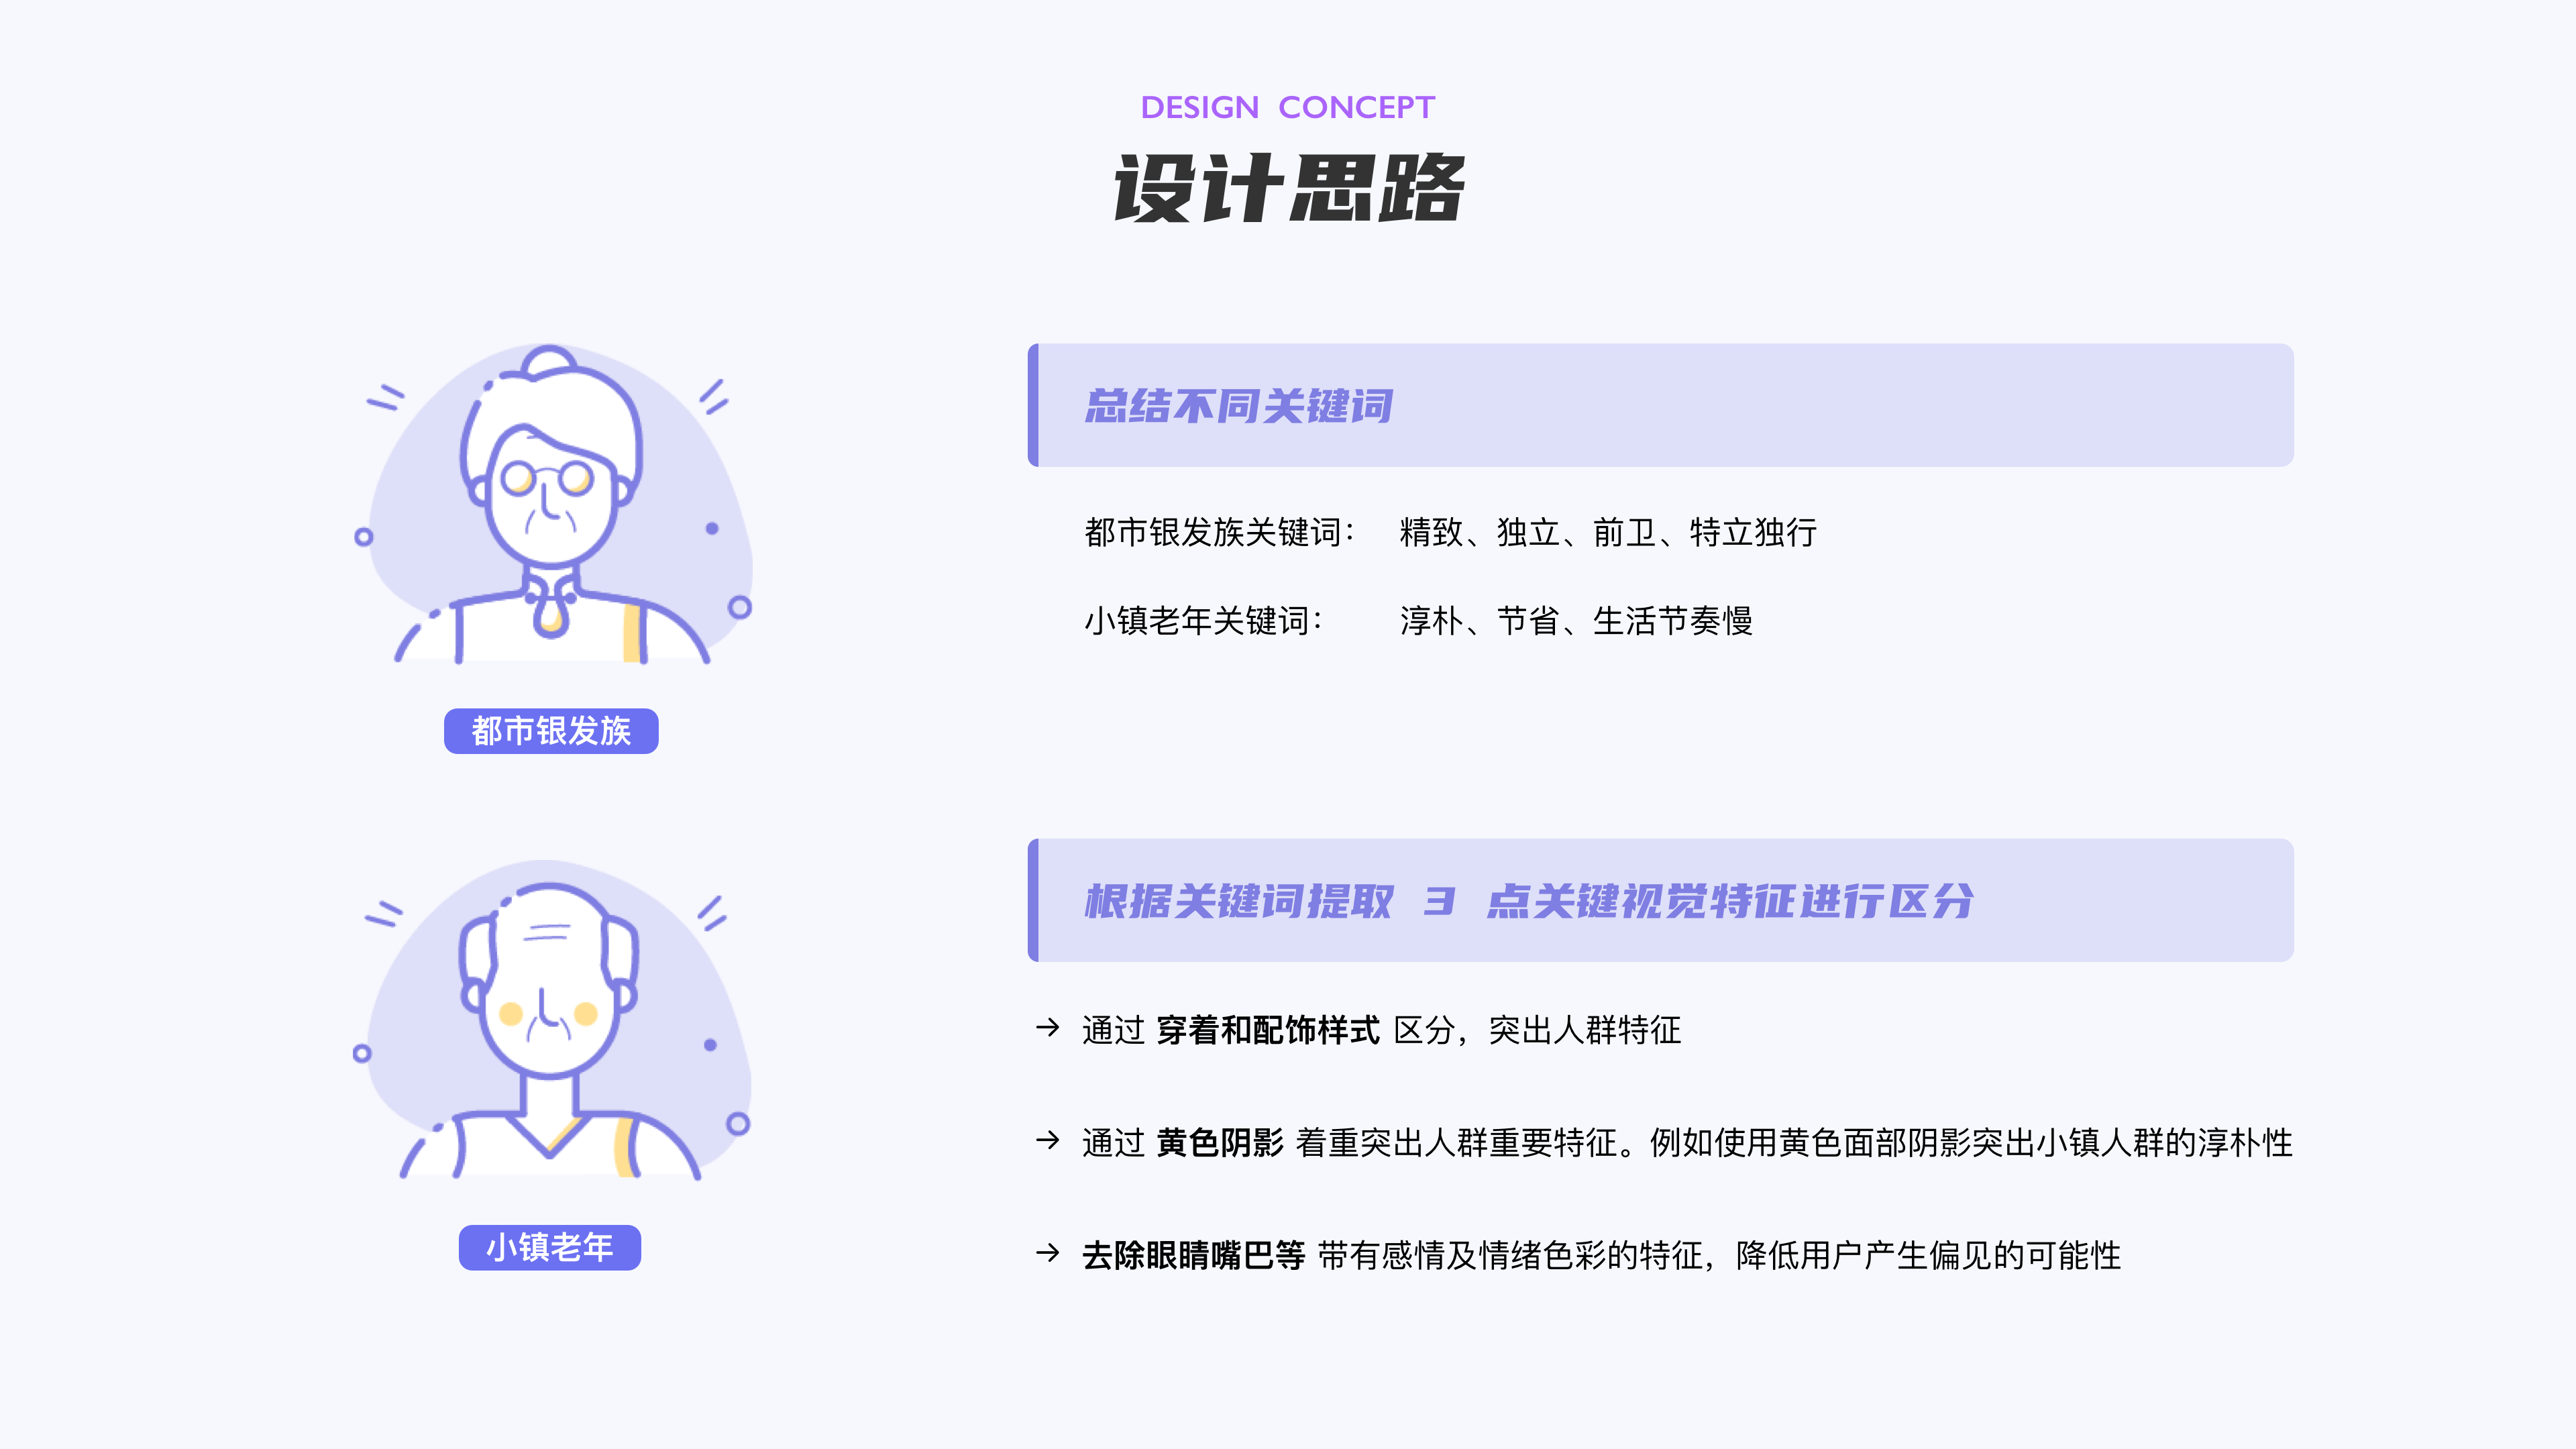 DESIGN CONCEPT
设计思路
都市银发族
总结不同关键词
都市银发族关键词： 精致、独立、前卫、特立独行
小镇老年关键词： 淳朴、节省、生活节奏慢
小镇老年
根据关键词提取 3 点关键视觉特征进行区分
→ 通过 穿着和配饰样式 区分，突出人群特征
→ 通过 黄色阴影 着重突出人群重要特征。例如使用黄色面部阴影突出小镇人群的淳朴性
→ 去除眼睛嘴巴等 带有感情及情绪色彩的特征，降低用户产生偏见的可能性